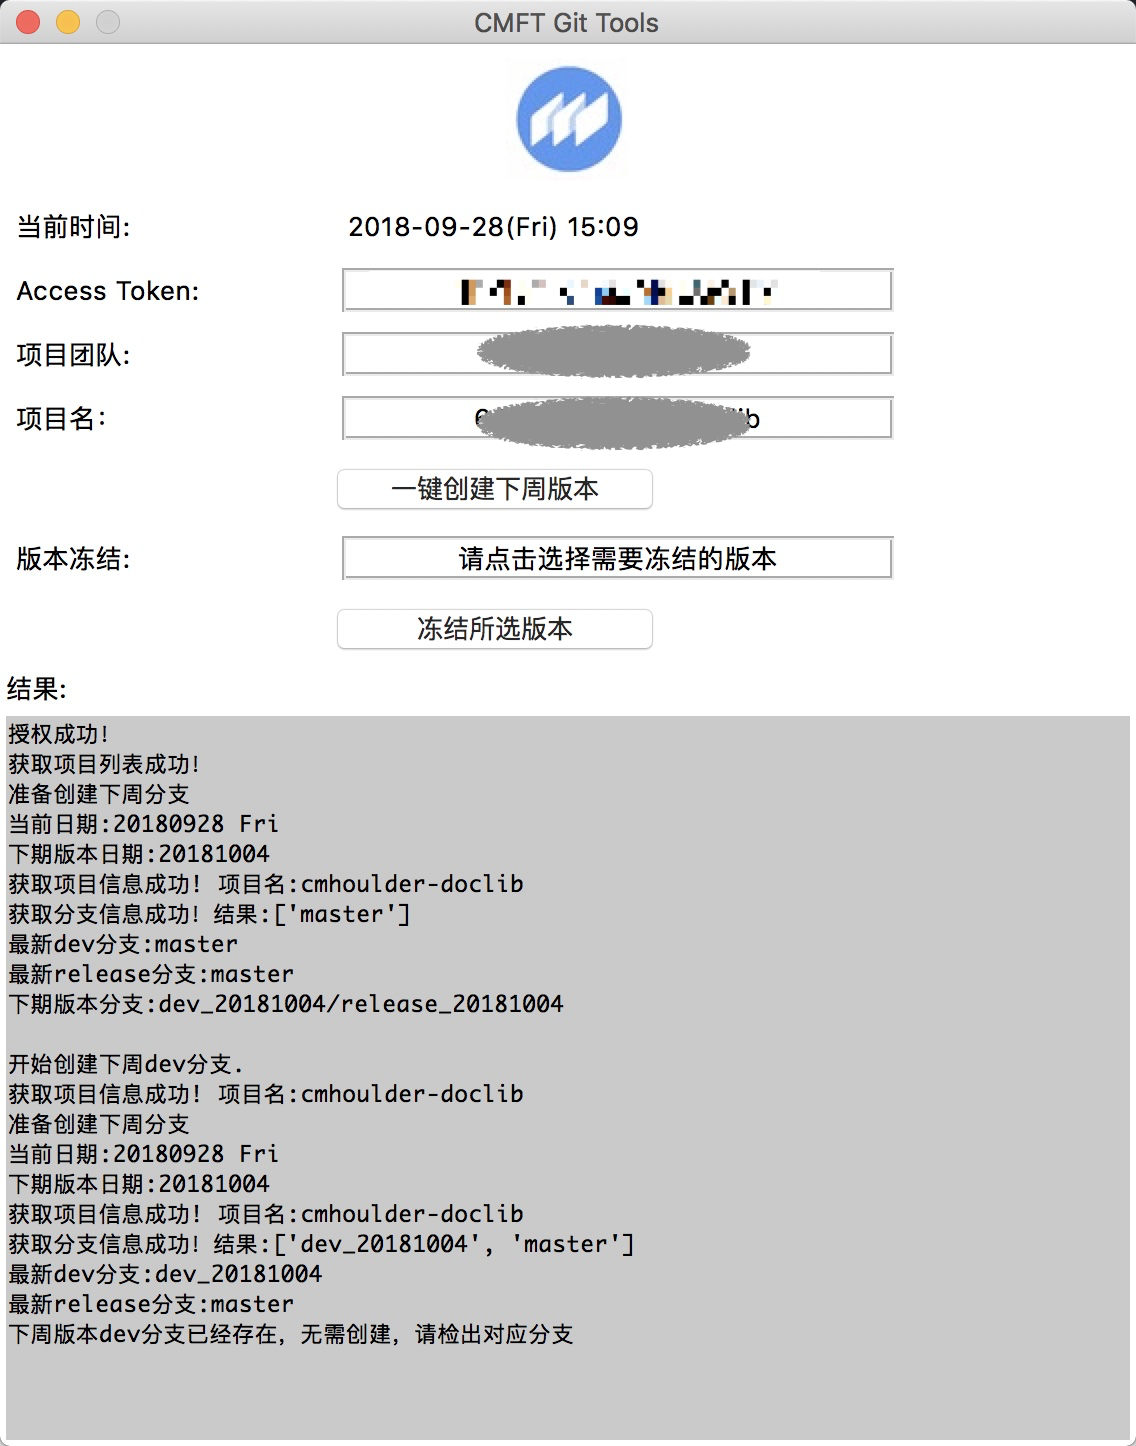 CMFT Git Tools
当前时间: 2018-09-28(Fri) 15:09
Access Token:
项目团队:
项目名:
一键创建下周版本
版本冻结: 请点击选择需要冻结的版本
冻结所选版本
结果:
授权成功!
获取项目列表成功!
准备创建下周分支
当前日期:20180928 Fri
下期版本日期:20181004
获取项目信息成功! 项目名:cmhoulder-doclib
获取分支信息成功! 结果:['master']
最新dev分支:master
最新release分支:master
下期版本分支:dev_20181004/release_20181004
开始创建下周dev分支.
获取项目信息成功! 项目名:cmhoulder-doclib
准备创建下周分支
当前日期:20180928 Fri
下期版本日期:20181004
获取项目信息成功! 项目名:cmhoulder-doclib
获取分支信息成功! 结果:['dev_20181004', 'master']
最新dev分支:dev_20181004
最新release分支:master
下周版本dev分支已经存在，无需创建，请检出对应分支